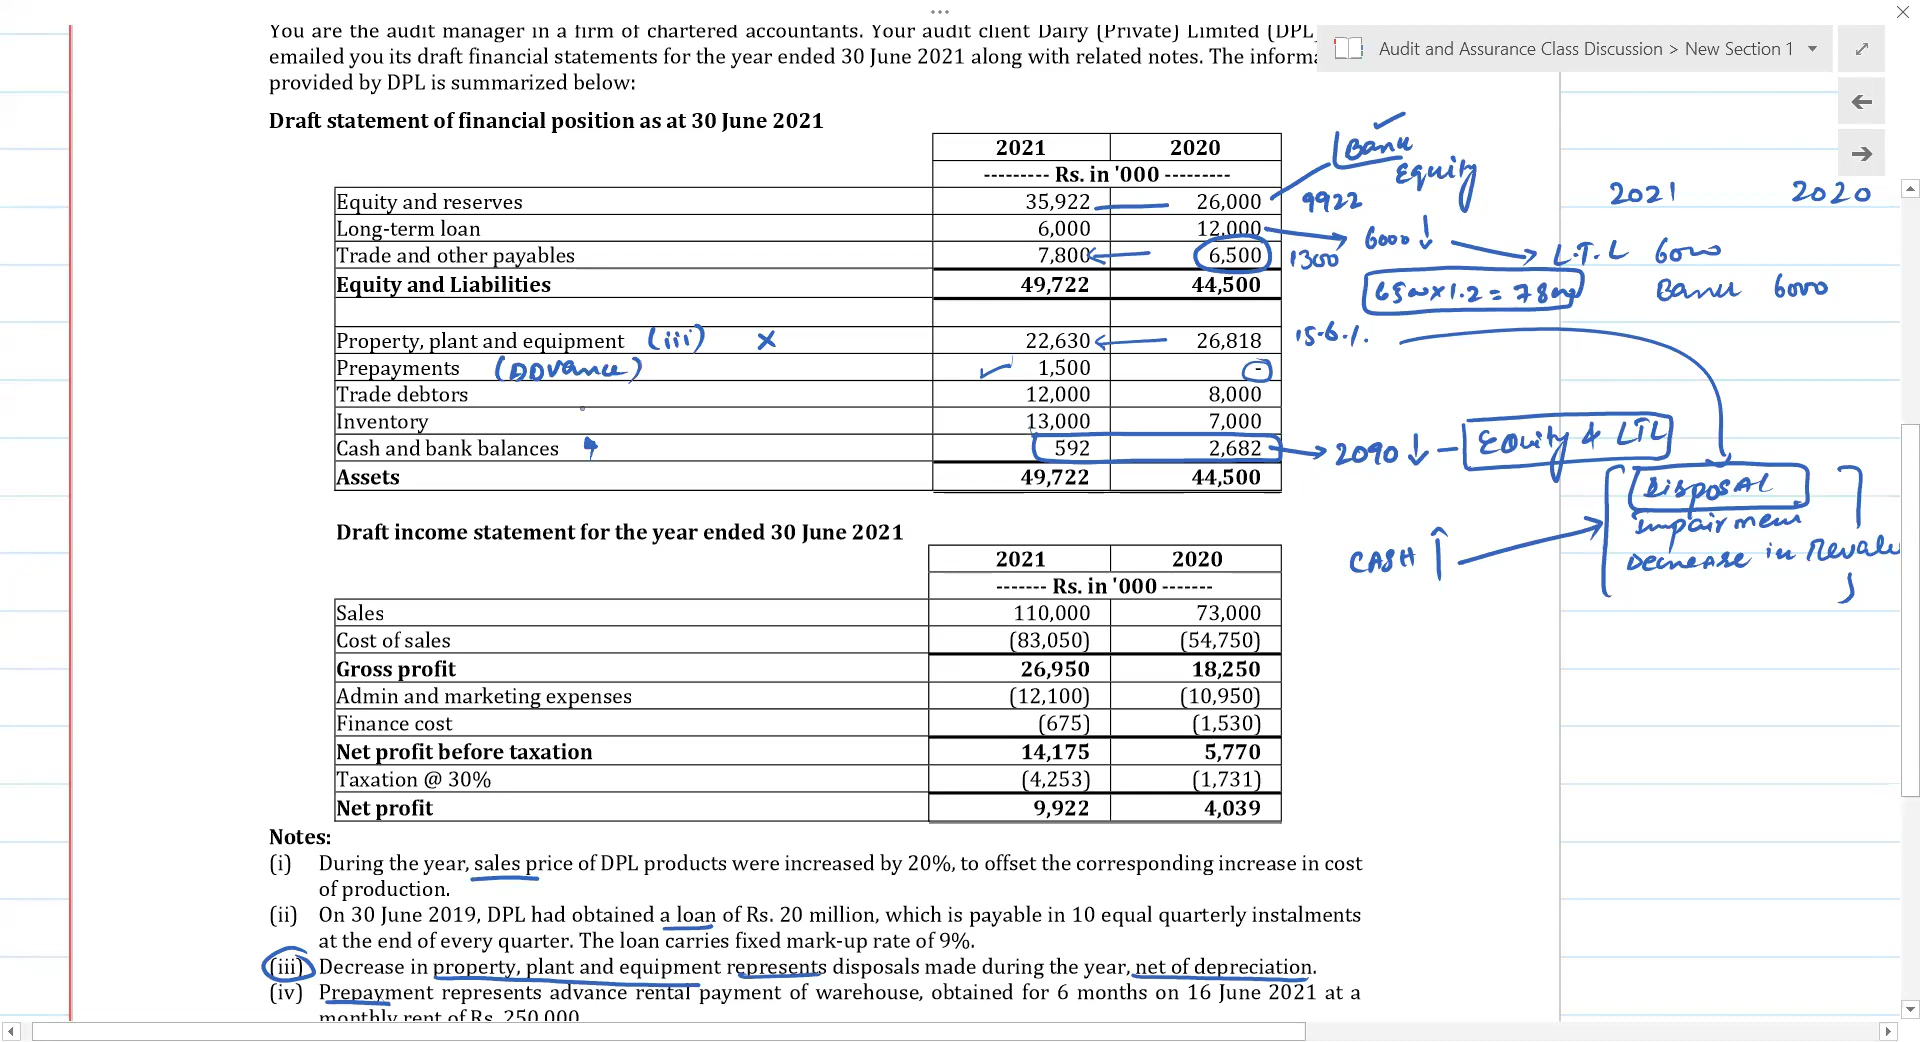 You are the audit manager in a firm of chartered accountants. Your audit client Dairy (Private) Limited (DPL
emailed you its draft financial statements for the year ended 30 June 2021 along with related notes. The informa
provided by DPL is summarized below:
Audit and Assurance Class Discussion > New Section 1
Draft statement of financial position as at 30 June 2021
2021 2020
--------- Rs. in '000 ---------
Equity and reserves 35,922 26,000
Long-term loan 6,000 12,000
Trade and other payables 7,800 6,500
Equity and Liabilities 49,722 44,500
Property, plant and equipment (iii) x 22,630 26,818
Prepayments (ADvance) 1,500 -
Trade debtors 12,000 8,000
Inventory 13,000 7,000
Cash and bank balances 592 2,682
Assets 49,722 44,500
Bank
Equity
9922
2021 2020
6000 ↓
1300
L.T.L 6000
Bank 6000
6500x1.2 = 7800
15.6.1.
2090 ↓ - Equity & LTL
Disposal
Impairment
Decrease in Revalu
CASH ↑
Draft income statement for the year ended 30 June 2021
2021 2020
------- Rs. in '000 -------
Sales 110,000 73,000
Cost of sales (83,050) (54,750)
Gross profit 26,950 18,250
Admin and marketing expenses (12,100) (10,950)
Finance cost (675) (1,530)
Net profit before taxation 14,175 5,770
Taxation @ 30% (4,253) (1,731)
Net profit 9,922 4,039
Notes:
(i) During the year, sales price of DPL products were increased by 20%, to offset the corresponding increase in cost
of production.
(ii) On 30 June 2019, DPL had obtained a loan of Rs. 20 million, which is payable in 10 equal quarterly instalments
at the end of every quarter. The loan carries fixed mark-up rate of 9%.
(iii) Decrease in property, plant and equipment represents disposals made during the year, net of depreciation.
(iv) Prepayment represents advance rental payment of warehouse, obtained for 6 months on 16 June 2021 at a
monthly rent of Rs. 250,000